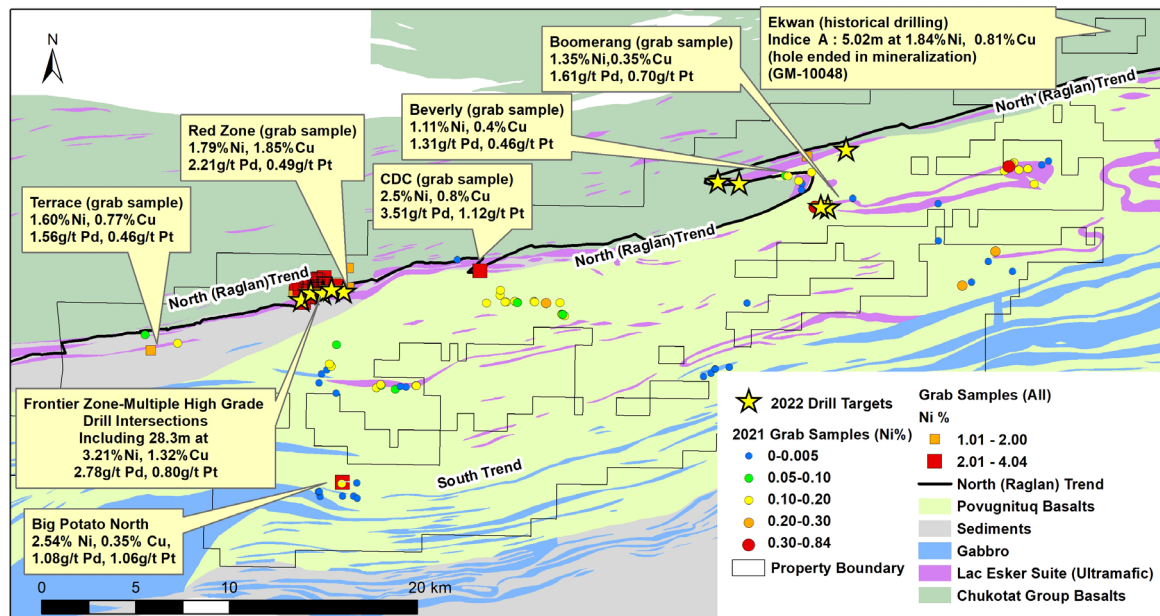 N
Ekwan (historical drilling)
Indice  A : 5.02m at 1.84%Ni,  0.81%Cu
(hole ended in mineralization)
(GM-10048)
Boomerang (grab sample)
1.35%Ni,0.35%Cu
1.61g/t Pd, 0.70g/t Pt
Beverly (grab sample)
1.11%Ni, 0.4%Cu
1.31g/t Pd, 0.46g/t Pt
Red Zone (grab sample)
1.79%Ni, 1.85%Cu
2.21g/t Pd, 0.49g/t Pt
CDC (grab sample)
2.5%Ni, 0.8%Cu
3.51g/t Pd, 1.12g/t Pt
Terrace (grab sample)
1.60%Ni, 0.77%Cu
1.56g/t Pd, 0.46g/t Pt
North (Raglan)Trend
North (Raglan)Trend
North (Raglan)Trend
Frontier Zone-Multiple High Grade
Drill Intersections
Including 28.3m at
3.21%Ni, 1.32%Cu
2.78g/t Pd, 0.80g/t Pt
South Trend
Big Potato North
2.54% Ni, 0.35% Cu,
1.08g/t Pd, 1.06g/t Pt
0 10 20 km
2022 Drill Targets
2021 Grab Samples (Ni%)
0-0.005
0.05-0.10
0.10-0.20
0.20-0.30
0.30-0.84
Property Boundary
Grab Samples (All)
Ni %
1.01 - 2.00
2.01 - 4.04
North (Raglan) Trend
Povugnituq Basalts
Sediments
Gabbro
Lac Esker Suite (Ultramafic)
Chukotat Group Basalts